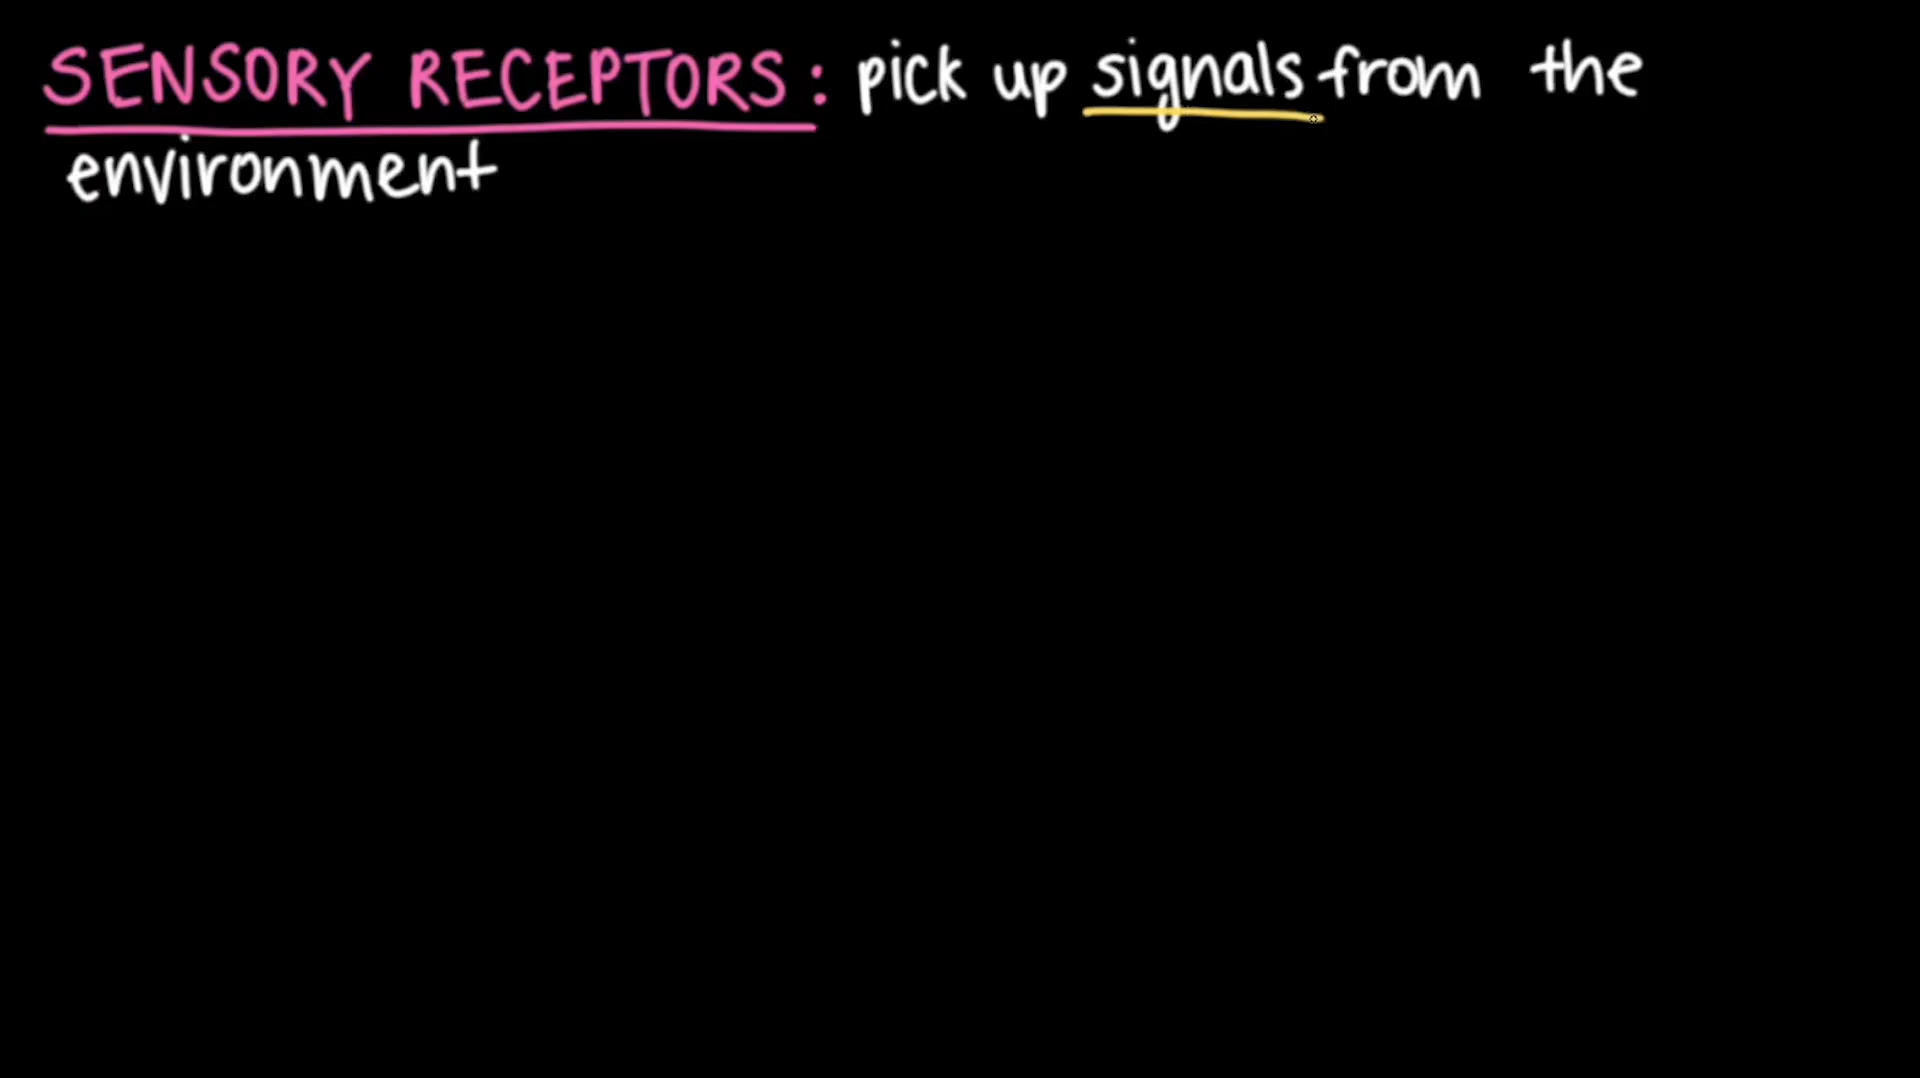 SENSORY RECEPTORS: pick up signals from the
environment